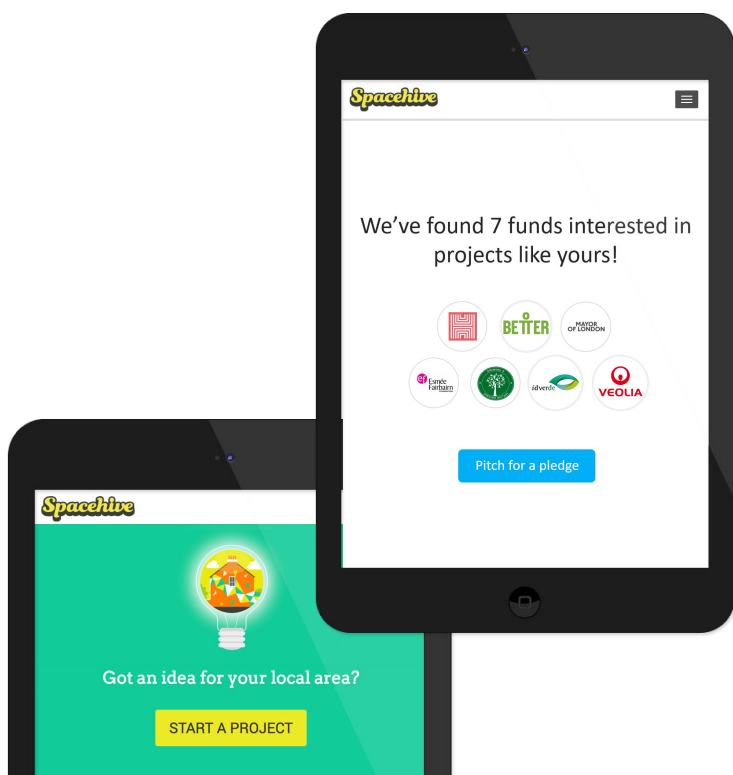 Spacehive
We've found 7 funds interested in
projects like yours!
BETTER
MAYOR
OF LONDON
ef Esmée
Fairbairn
idverde
VEOLIA
Pitch for a pledge
Spacehive
Got an idea for your local area?
START A PROJECT